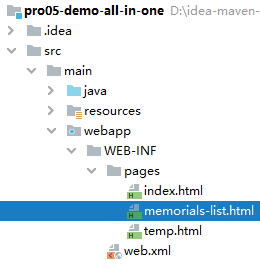 pro05-demo-all-in-one D:\idea-maven-
.idea
src
main
java
resources
webapp
WEB-INF
pages
index.html
memorials-list.html
temp.html
web.xml